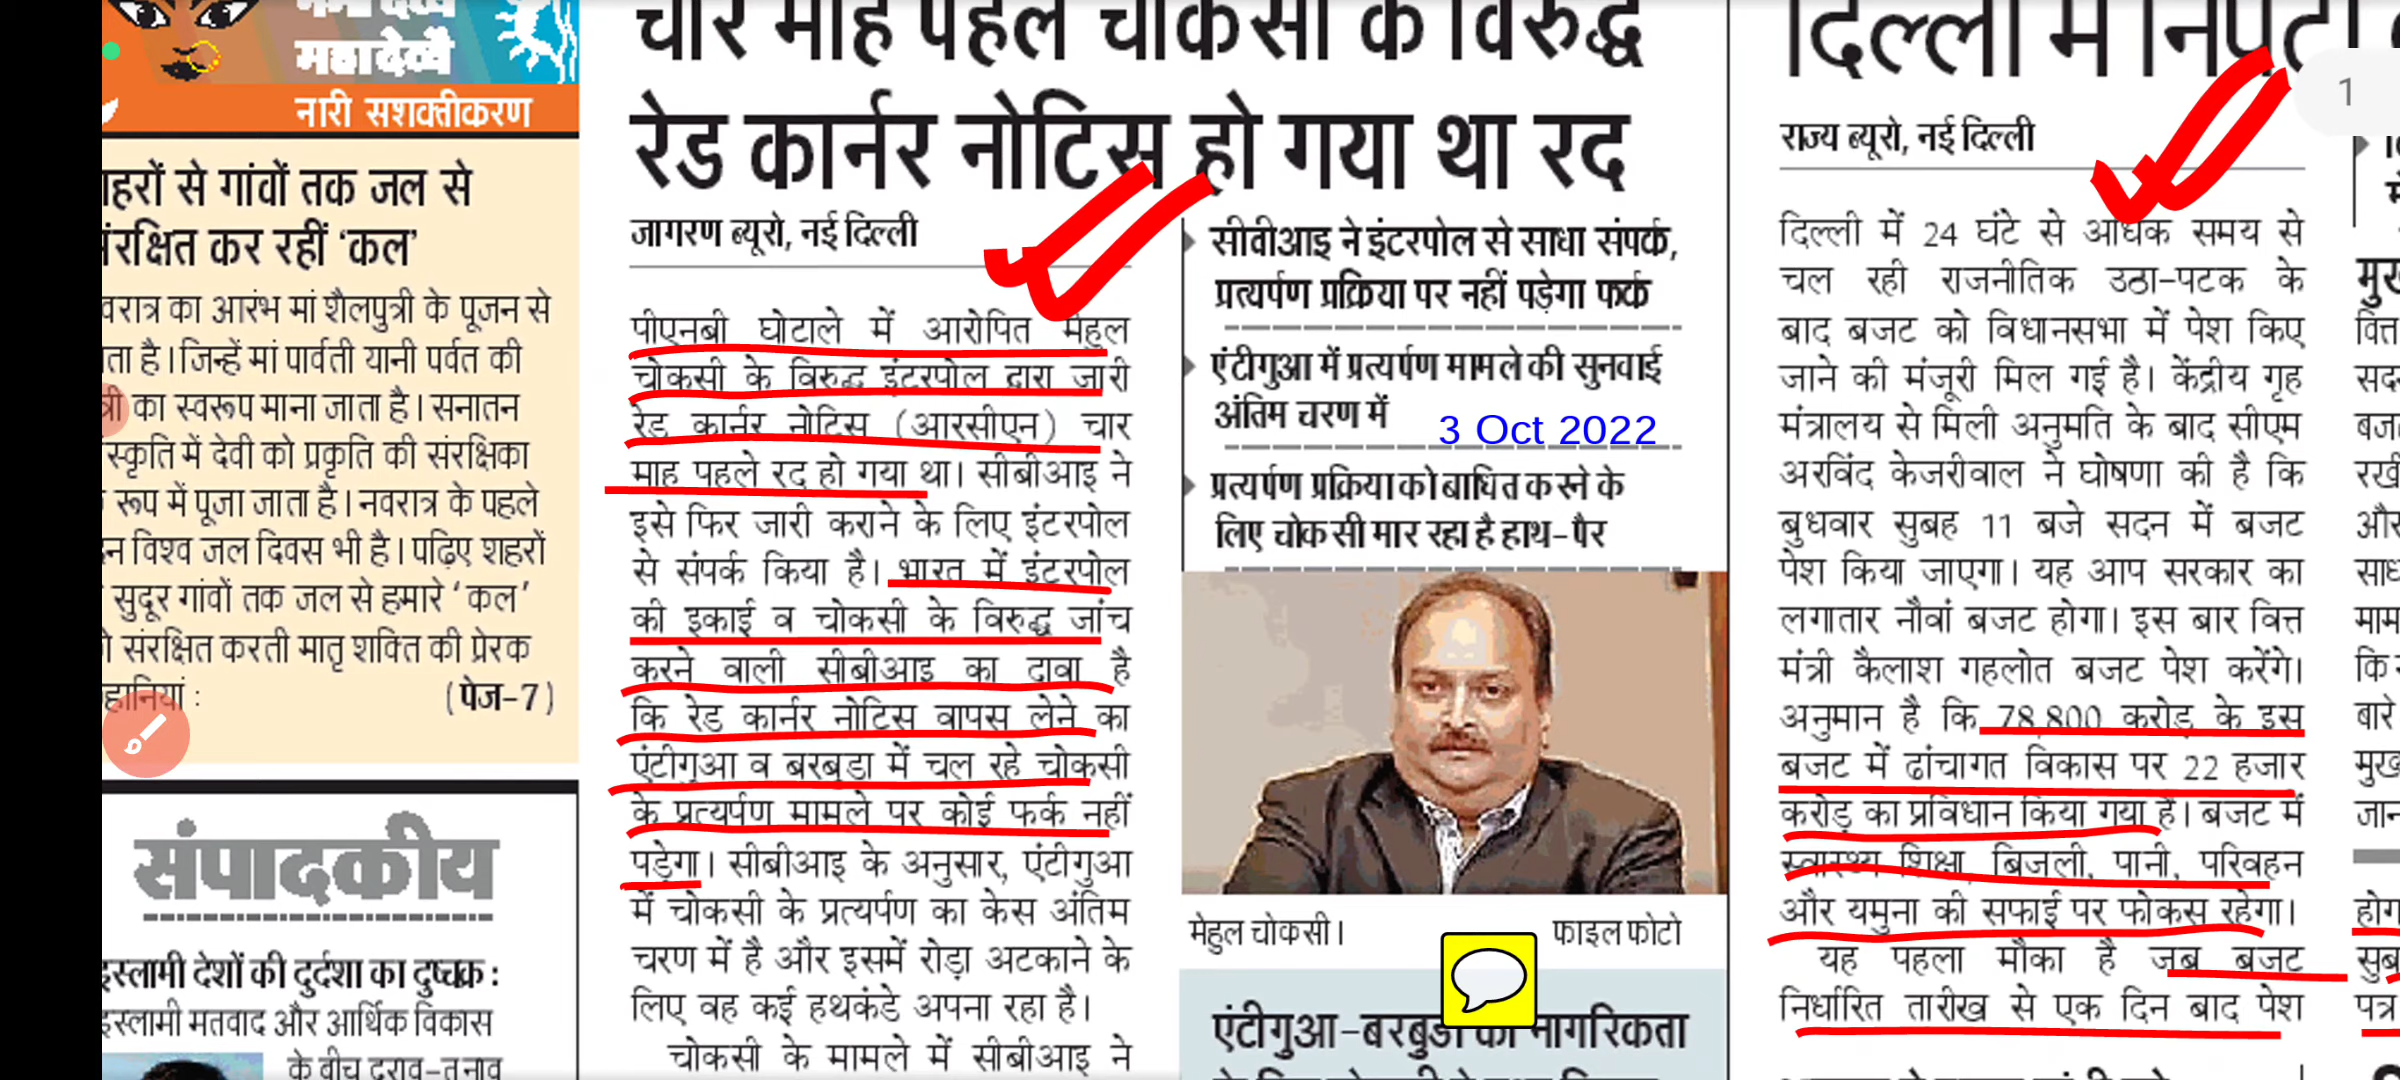 महादेव्यै
नारी सशक्तीकरण
से गांवों तक जल से
कर रहीं ‘कल’
का आरंभ मां शैलपुत्री के पूजन से
है। जिन्हें मां पार्वती यानी पर्वत की
का स्वरूप माना जाता है। सनातन
में देवी को प्रकृति की संरक्षिका
रूप में पूजा जाता है। नवरात्र के पहले
विश्व जल दिवस भी है। पढ़िए शहरों
सुदूर गांवों तक जल से हमारे ‘कल’
संरक्षित करती मातृ शक्ति की प्रेरक
(पेज-7)
संपादकीय
इस्लामी देशों की दुर्दशा का दुष्चक्र :
इस्लामी मतवाद और आर्थिक विकास
के बीच टराव-तनाव
चार माह पहले चोकसी के विरुद्ध
रेड कार्नर नोटिस हो गया था रद
जागरण ब्यूरो, नई दिल्ली
पीएनबी घोटाले में आरोपित मेहुल
चोकसी के विरुद्ध इंटरपोल द्वारा जारी
रेड कार्नर नोटिस (आरसीएन) चार
माह पहले रद हो गया था। सीबीआइ ने
इसे फिर जारी कराने के लिए इंटरपोल
से संपर्क किया है। भारत में इंटरपोल
की इकाई व चोकसी के विरुद्ध जांच
करने वाली सीबीआइ का दावा है
कि रेड कार्नर नोटिस वापस लेने का
एंटीगुआ व बरबुडा में चल रहे चोकसी
के प्रत्यर्पण मामले पर कोई फर्क नहीं
पड़ेगा। सीबीआइ के अनुसार, एंटीगुआ
में चोकसी के प्रत्यर्पण का केस अंतिम
चरण में है और इसमें रोड़ा अटकाने के
लिए वह कई हथकंडे अपना रहा है।
चोकसी के मामले में सीबीआइ ने
सीवीआइ ने इंटरपोल से साधा संपर्क,
प्रत्यर्पण प्रक्रिया पर नहीं पड़ेगा फर्क
एंटीगुआ में प्रत्यर्पण मामले की सुनवाई
अंतिम चरण में
3 Oct 2022
प्रत्यर्पण प्रक्रिया को बाधित करने के
लिए चोकसी मार रहा है हाथ-पैर
मेहुल चोकसी। फाइल फोटो
एंटीगुआ-बरबुडा की नागरिकता
दिल्ली में निपटी
1
राज्य ब्यूरो, नई दिल्ली
दिल्ली में 24 घंटे से अधिक समय से
चल रही राजनीतिक उठा-पटक के
बाद बजट को विधानसभा में पेश किए
जाने की मंजूरी मिल गई है। केंद्रीय गृह
मंत्रालय से मिली अनुमति के बाद सीएम
अरविंद केजरीवाल ने घोषणा की है कि
बुधवार सुबह 11 बजे सदन में बजट
पेश किया जाएगा। यह आप सरकार का
लगातार नौवां बजट होगा। इस बार वित्त
मंत्री कैलाश गहलोत बजट पेश करेंगे।
अनुमान है कि 78,800 करोड़ के इस
बजट में ढांचागत विकास पर 22 हजार
करोड़ का प्रविधान किया गया है। बजट में
स्वास्थ्य शिक्षा, बिजली, पानी, परिवहन
और यमुना की सफाई पर फोकस रहेगा।
यह पहला मौका है जब बजट
निर्धारित तारीख से एक दिन बाद पेश